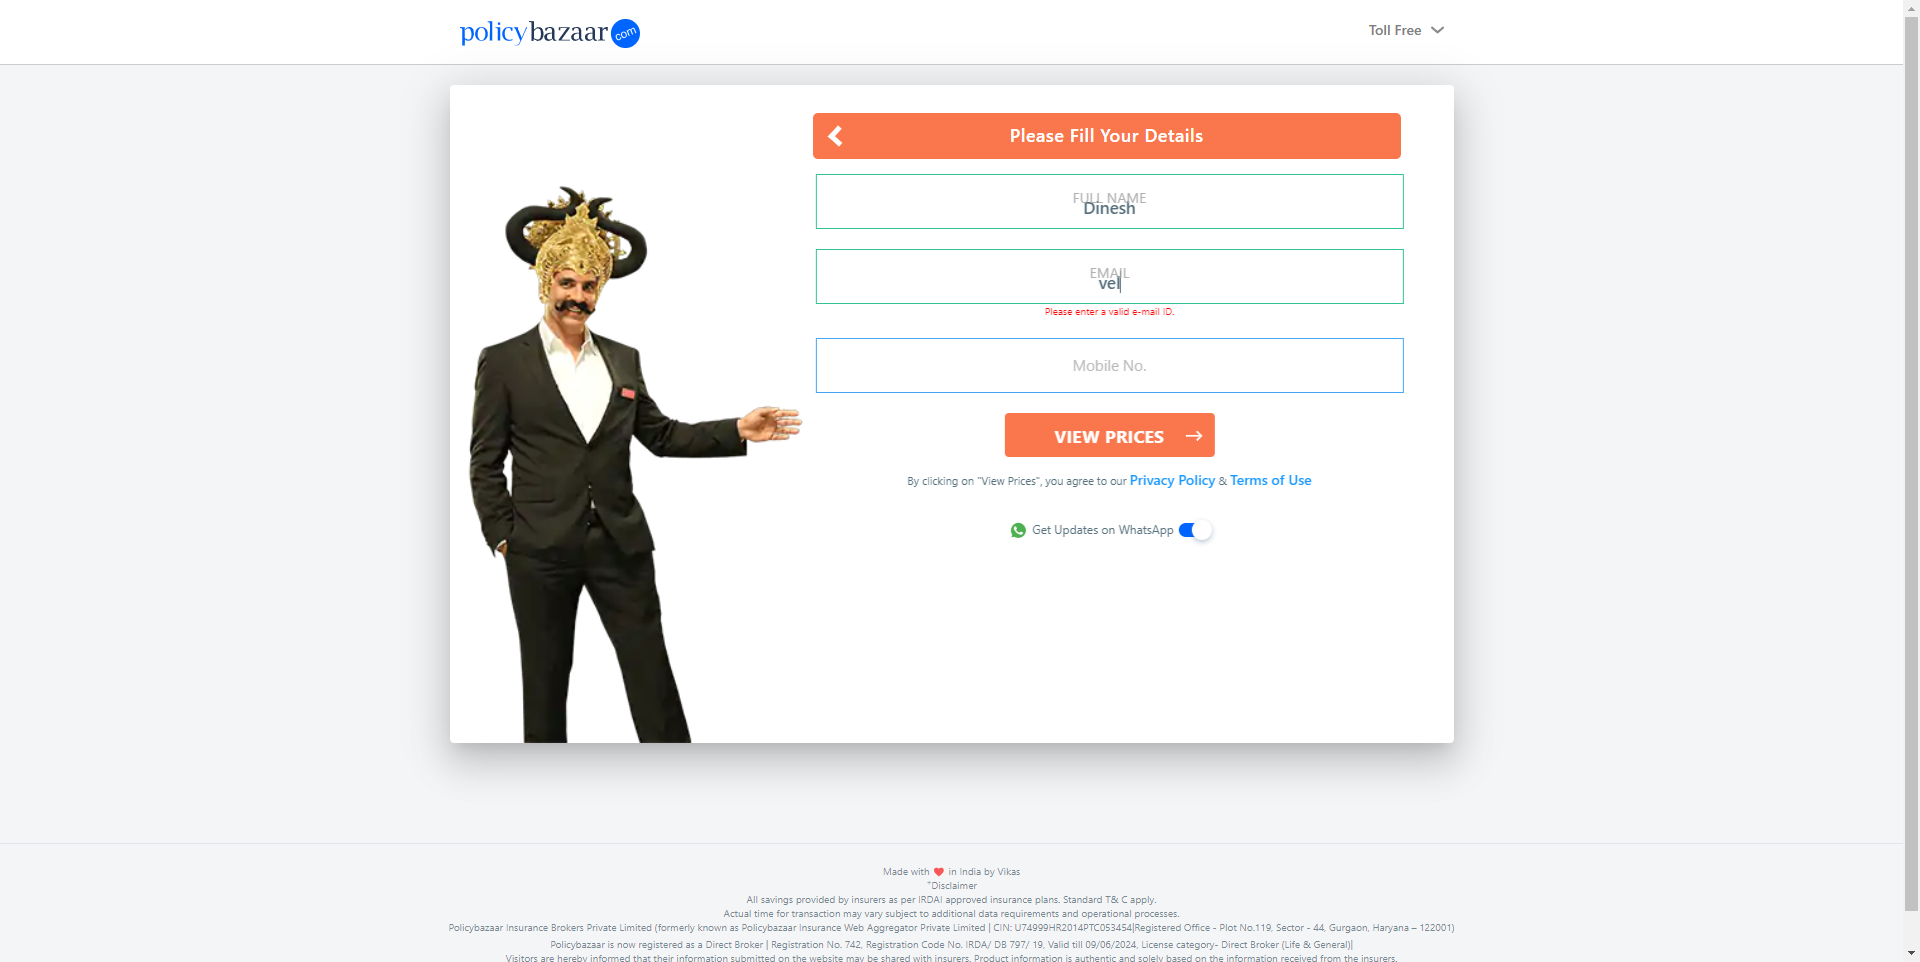 policybazaar com
Toll Free
Please Fill Your Details
FULL NAME
Dinesh
EMAIL
vel
Please enter a valid e-mail ID.
Mobile No.
VIEW PRICES →
By clicking on "View Prices", you agree to our Privacy Policy & Terms of Use
Get Updates on WhatsApp
Made with ❤ in India by Vikas
*Disclaimer
All savings provided by insurers as per IRDAI approved insurance plans. Standard T& C apply.
Actual time for transaction may vary subject to additional data requirements and operational processes.
Policybazaar Insurance Brokers Private Limited (formerly known as Policybazaar Insurance Web Aggregator Private Limited | CIN: U74999HR2014PTC053454|Registered Office - Plot No.119, Sector - 44, Gurgaon, Haryana – 122001)
Policybazaar is now registered as a Direct Broker | Registration No. 742, Registration Code No. IRDA/ DB 797/ 19, Valid till 09/06/2024, License category- Direct Broker (Life & General)|
Visitors are hereby informed that their information submitted on the website may be shared with insurers. Product information is authentic and solely based on the information received from the insurers.